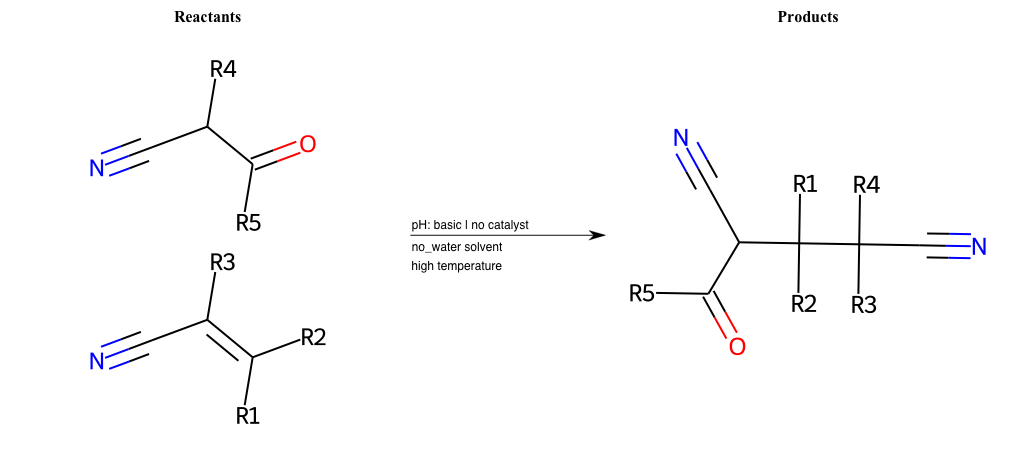 Reactants
Products
R4
N
O
R5
R3
N
R2
R1
pH: basic | no catalyst
no_water solvent
high temperature
N
R1
R4
N
R5
R2
R3
O